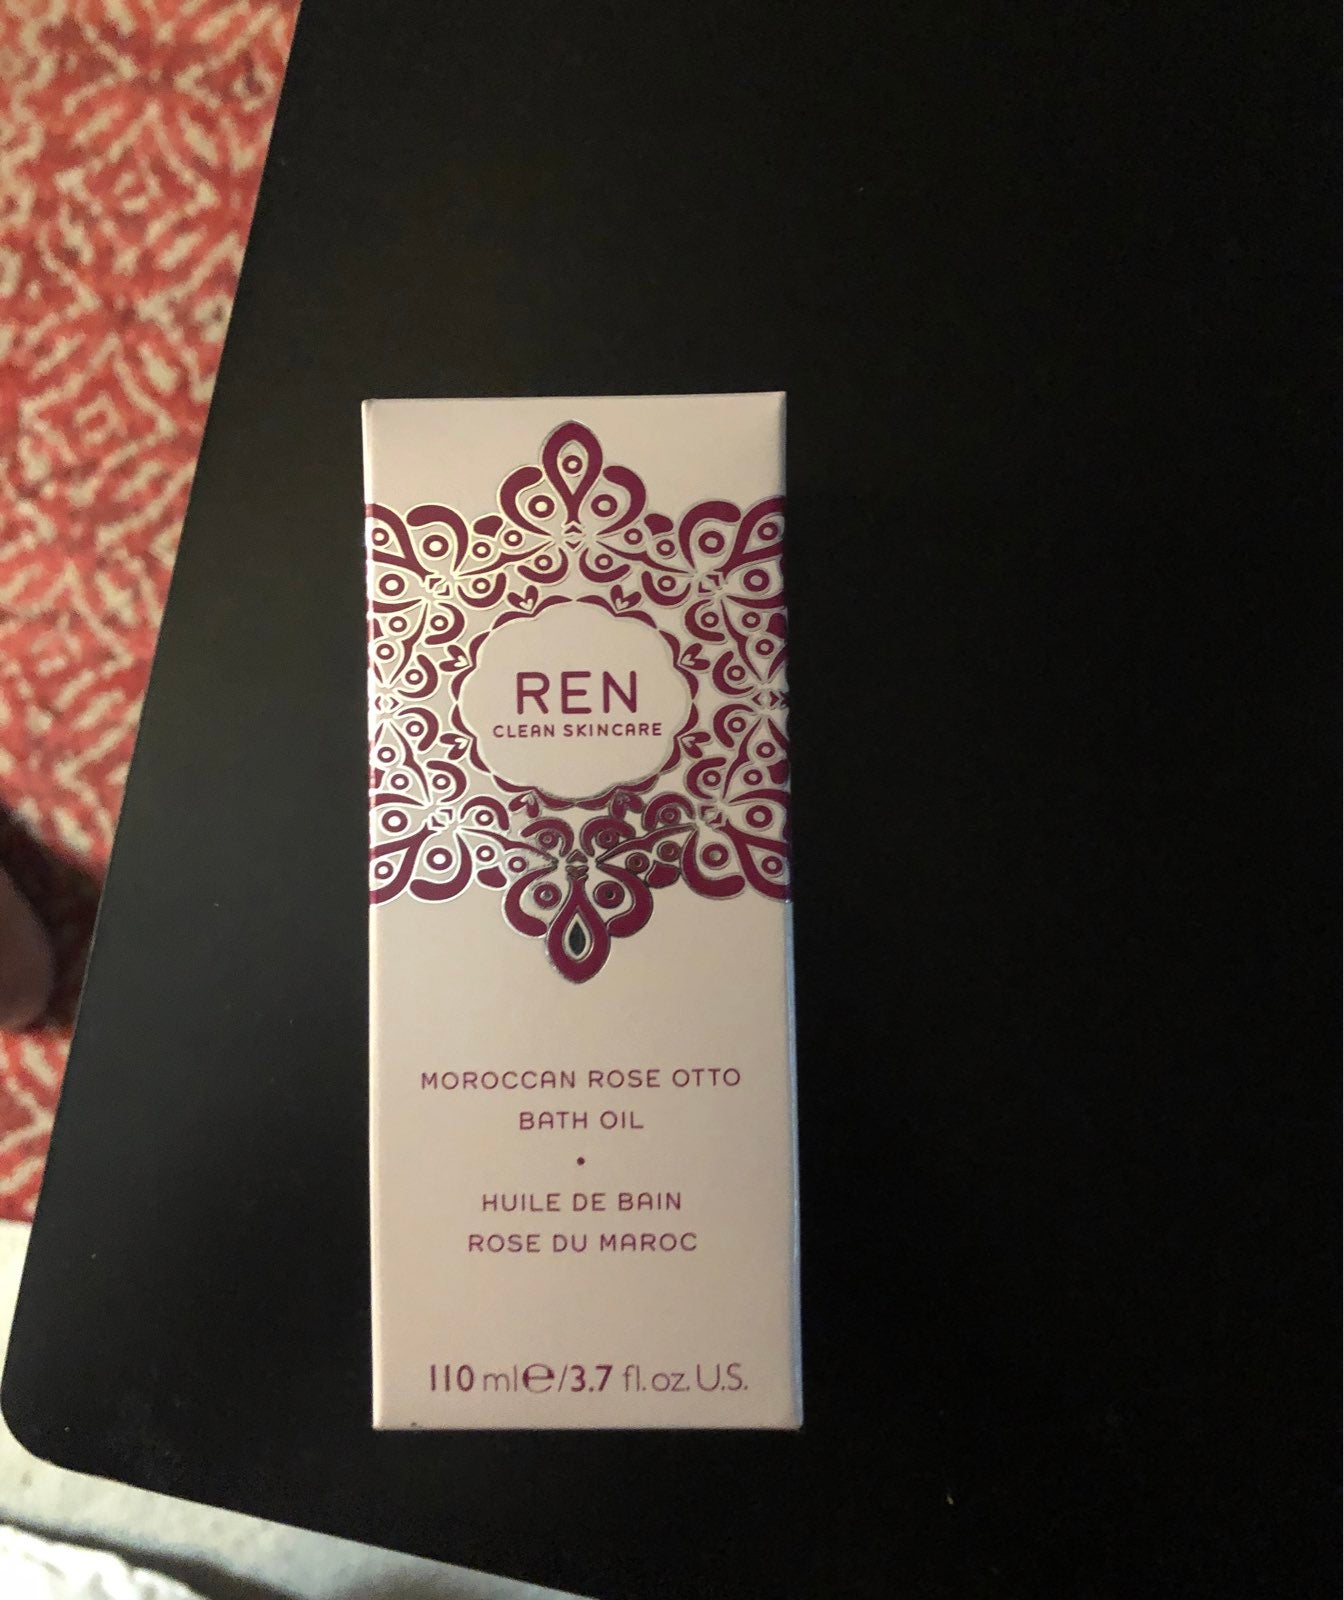 REN
CLEAN SKINCARE
MOROCCAN ROSE OTTO
BATH OIL
•
HUILE DE BAIN
ROSE DU MAROC
110 ml℮/3.7 fl.oz.U.S.